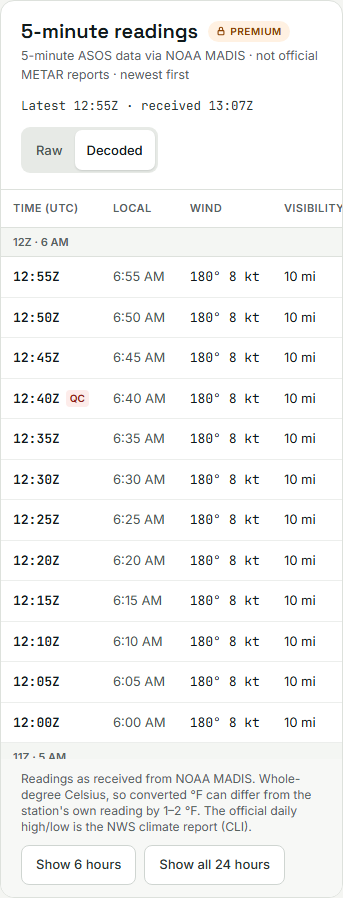 5-minute readings PREMIUM
5-minute ASOS data via NOAA MADIS · not official
METAR reports · newest first
Latest 12:55Z · received 13:07Z
Raw Decoded
TIME (UTC) LOCAL WIND VISIBILITY
12Z · 6 AM
12:55Z 6:55 AM 180° 8 kt 10 mi
12:50Z 6:50 AM 180° 8 kt 10 mi
12:45Z 6:45 AM 180° 8 kt 10 mi
12:40Z QC 6:40 AM 180° 8 kt 10 mi
12:35Z 6:35 AM 180° 8 kt 10 mi
12:30Z 6:30 AM 180° 8 kt 10 mi
12:25Z 6:25 AM 180° 8 kt 10 mi
12:20Z 6:20 AM 180° 8 kt 10 mi
12:15Z 6:15 AM 180° 8 kt 10 mi
12:10Z 6:10 AM 180° 8 kt 10 mi
12:05Z 6:05 AM 180° 8 kt 10 mi
12:00Z 6:00 AM 180° 8 kt 10 mi
11Z · 5 AM
Readings as received from NOAA MADIS. Whole-
degree Celsius, so converted °F can differ from the
station's own reading by 1–2 °F. The official daily
high/low is the NWS climate report (CLI).
Show 6 hours Show all 24 hours